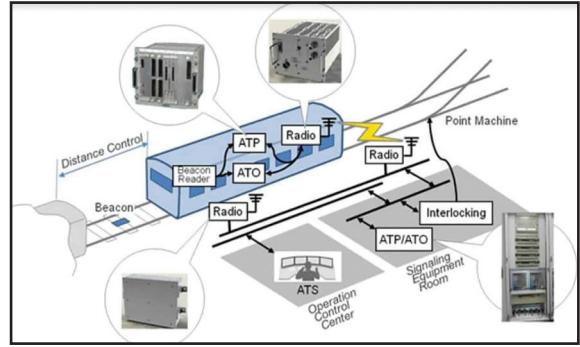 Point Machine
ATP
Radio
Distance Control
Beacon
Reader
ATO
Radio
Beacon
Radio
Interlocking
ATP/ATO
ATS
Signaling
Equipment
Room
Operation
Control
Center